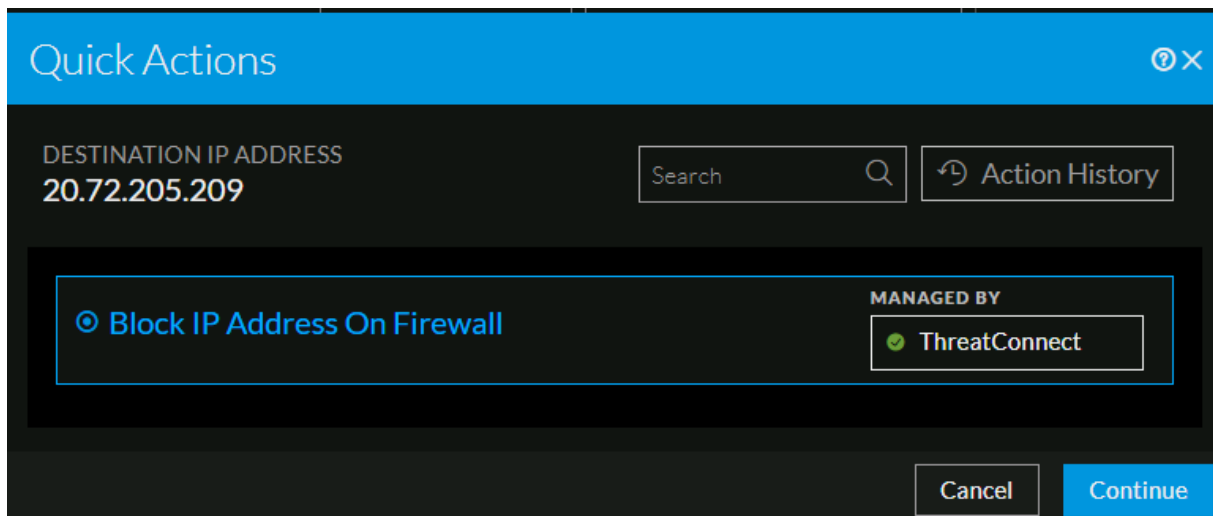 Quick Actions
DESTINATION IP ADDRESS
20.72.205.209
Search
Action History
Block IP Address On Firewall
MANAGED BY
ThreatConnect
Cancel
Continue